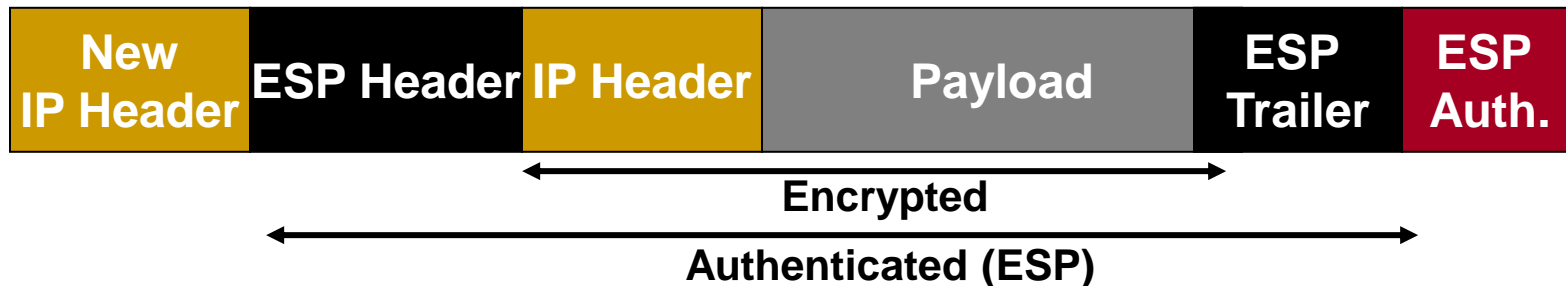 New
IP Header
ESP Header
IP Header
Payload
ESP
Trailer
ESP
Auth.
Encrypted
Authenticated (ESP)